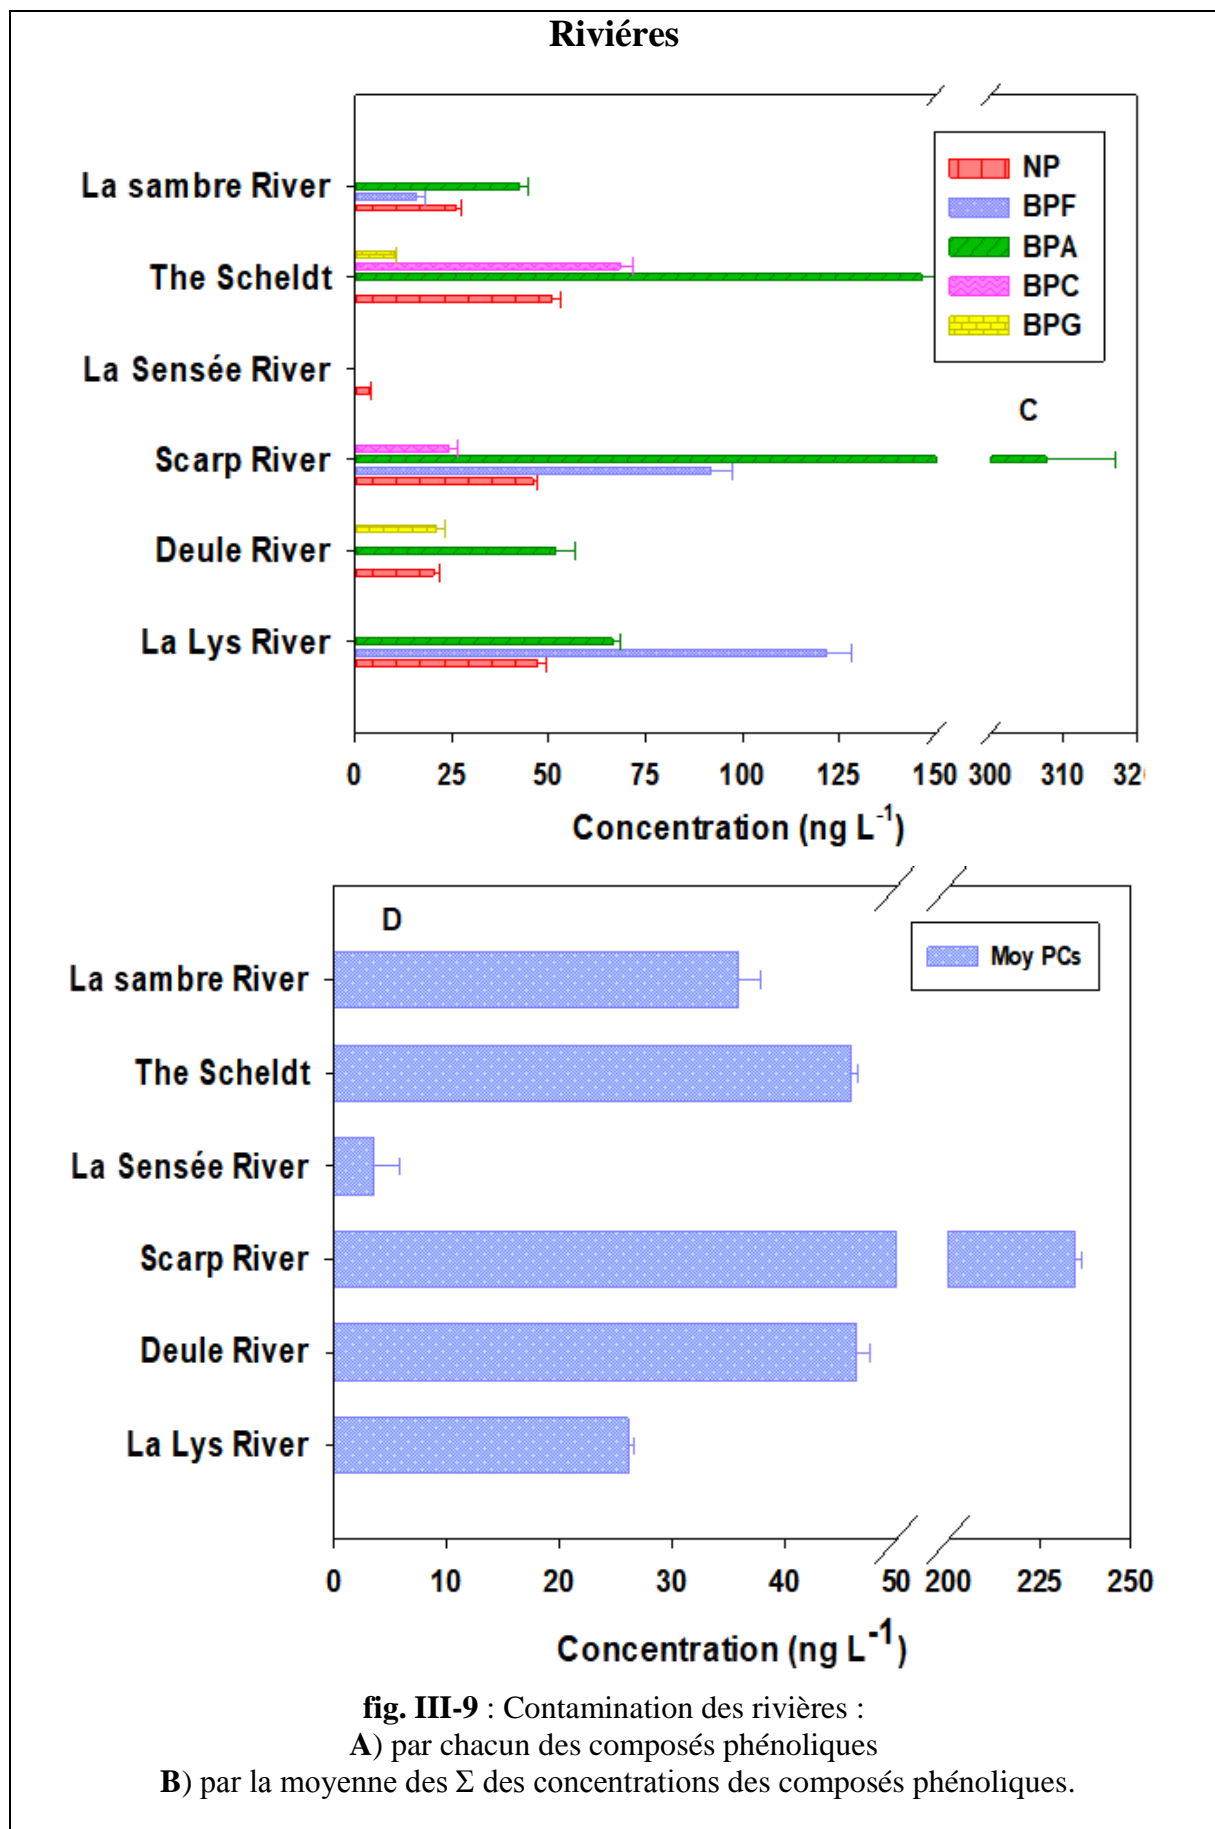 Riviéres
La sambre River
The Scheldt
La Sensée River
Scarp River
Deule River
La Lys River
NP
BPF
BPA
BPC
BPG
C
0 25 50 75 100 125 150 300 310 32
Concentration (ng L-1)
D
Moy PCs
La sambre River
The Scheldt
La Sensée River
Scarp River
Deule River
La Lys River
0 10 20 30 40 50 200 225 250
Concentration (ng L-1)
fig. III-9 : Contamination des rivières :
A) par chacun des composés phénoliques
B) par la moyenne des Σ des concentrations des composés phénoliques.